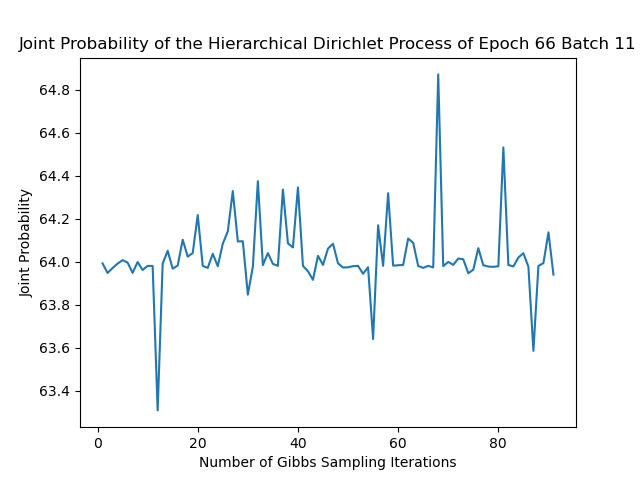 Joint Probability of the Hierarchical Dirichlet Process of Epoch 66 Batch 11
64.8
64.6
64.4
64.2
64.0
63.8
63.6
63.4
Joint Probability
0 20 40 60 80
Number of Gibbs Sampling Iterations